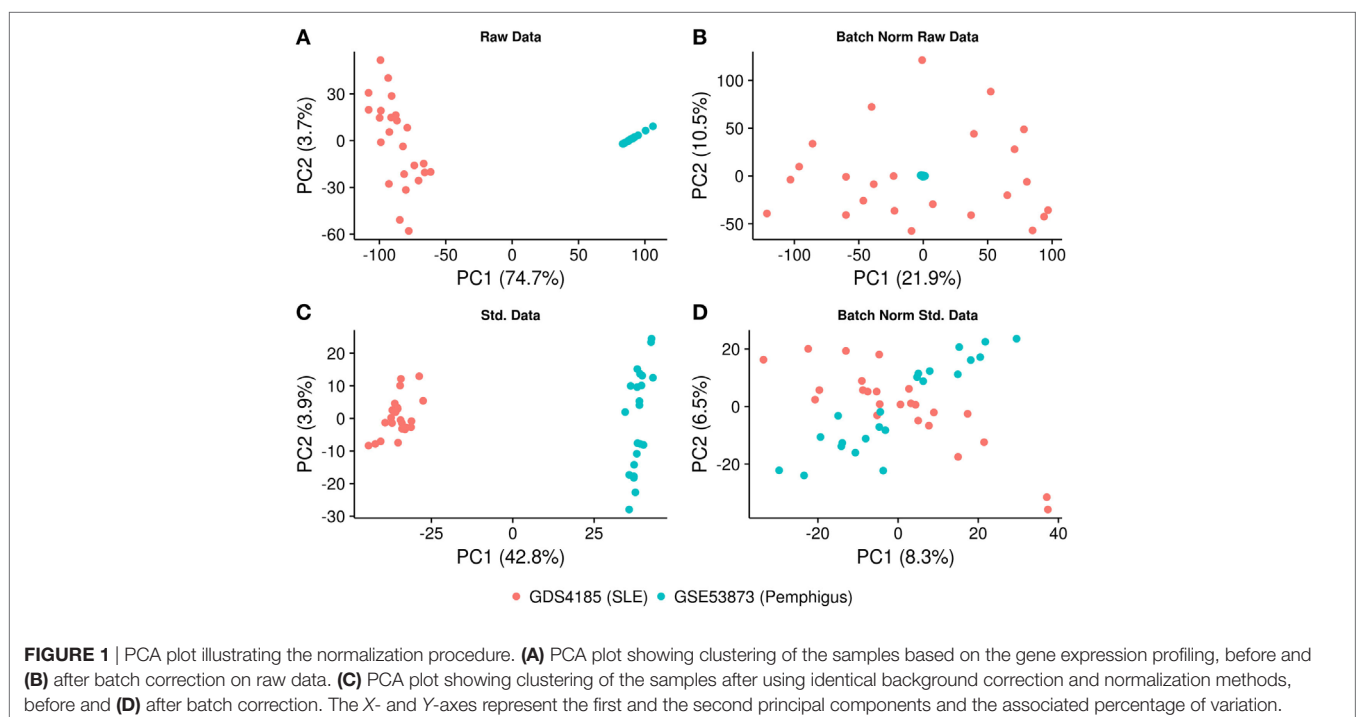 A
Raw Data
PC2 (3.7%)
30
0
-30
-60
-100
-50
0
50
100
PC1 (74.7%)
B
Batch Norm Raw Data
PC2 (10.5%)
100
50
0
-50
-100
-50
0
50
100
PC1 (21.9%)
C
Std. Data
PC2 (3.9%)
20
10
0
-10
-20
-30
-25
0
25
PC1 (42.8%)
D
Batch Norm Std. Data
PC2 (6.5%)
20
0
-20
-20
0
20
40
PC1 (8.3%)
GDS4185 (SLE) GSE53873 (Pemphigus)
FIGURE 1 | PCA plot illustrating the normalization procedure. (A) PCA plot showing clustering of the samples based on the gene expression profiling, before and
(B) after batch correction on raw data. (C) PCA plot showing clustering of the samples after using identical background correction and normalization methods,
before and (D) after batch correction. The X- and Y-axes represent the first and the second principal components and the associated percentage of variation.